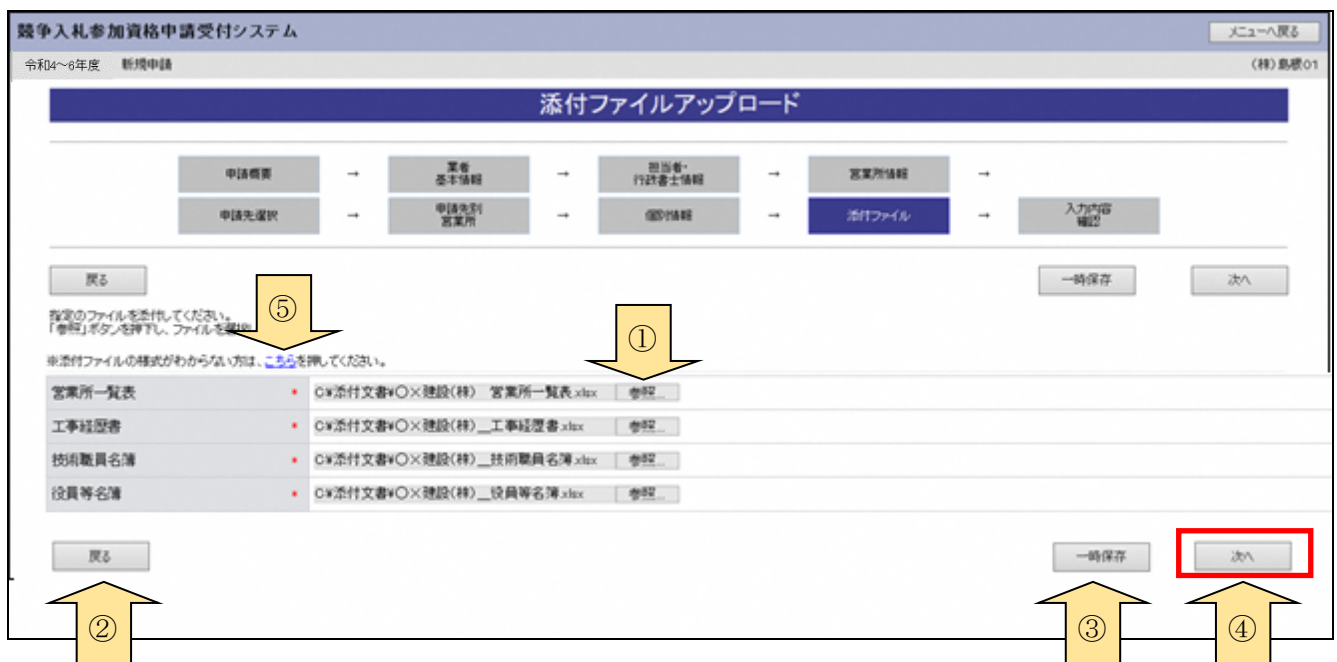 競争入札参加資格申請受付システム
メニューへ戻る
令和4～6年度 新規申請
(株)島根01
添付ファイルアップロード
申請概要 → 業者基本情報 → 担当者・行政書士情報 → 営業所情報 →
申請先選択 → 申請先別営業所 → 個別情報 → 添付ファイル → 入力内容確認
戻る
一時保存
次へ
⑤
①
指定のファイルを添付してください。
「参照」ボタンを押下し、ファイルを選択
※添付ファイルの様式がわからない方は、こちらを押してください。
営業所一覧表 * C:¥添付文書¥〇×建設(株)__営業所一覧表.xlsx 参照...
工事経歴書 * C:¥添付文書¥〇×建設(株)__工事経歴書.xlsx 参照...
技術職員名簿 * C:¥添付文書¥〇×建設(株)__技術職員名簿.xlsx 参照...
役員等名簿 * C:¥添付文書¥〇×建設(株)__役員等名簿.xlsx 参照...
戻る
一時保存
次へ
②
③
④